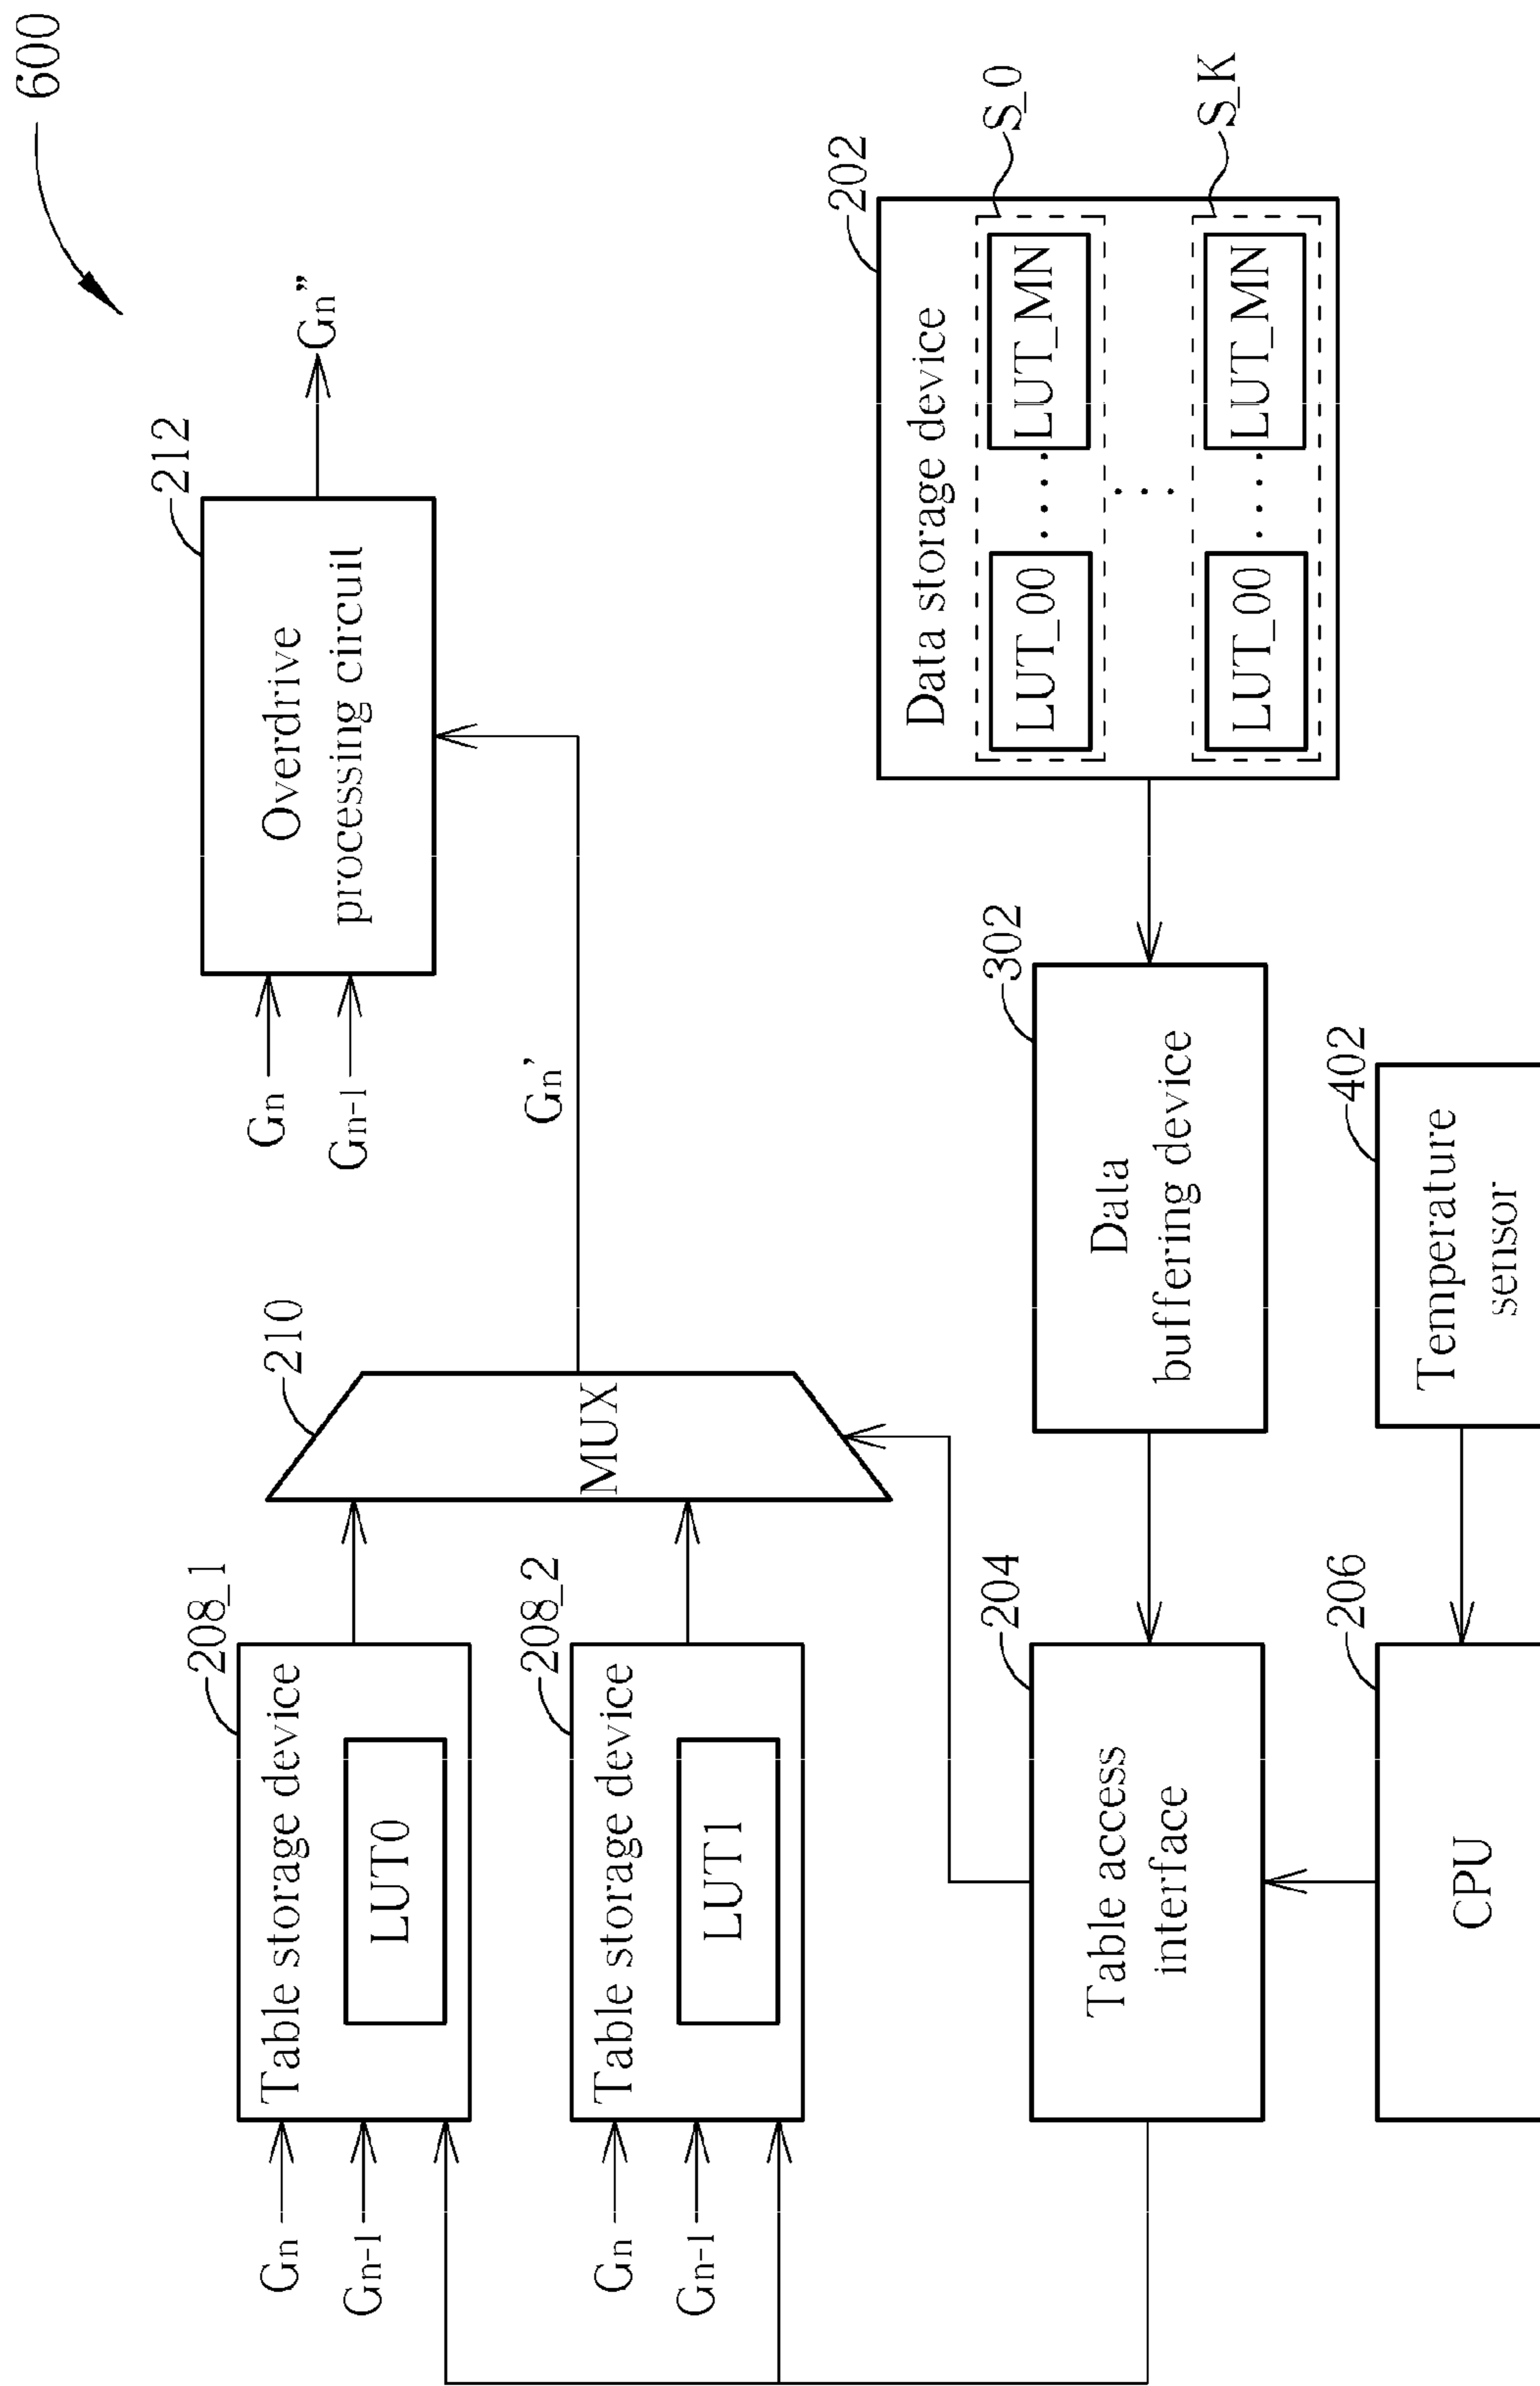 600
208_1
Table storage device
LUT0
Gn
Gn-1
208_2
Table storage device
LUT1
Gn
Gn-1
210
MUX
Gn'
212
Overdrive
processing circuit
Gn
Gn-1
Gn"
204
Table access
interface
302
Data
buffering device
202
Data storage device
LUT_00
LUT_MN
S_0
LUT_00
LUT_MN
S_K
206
CPU
402
Temperature
sensor